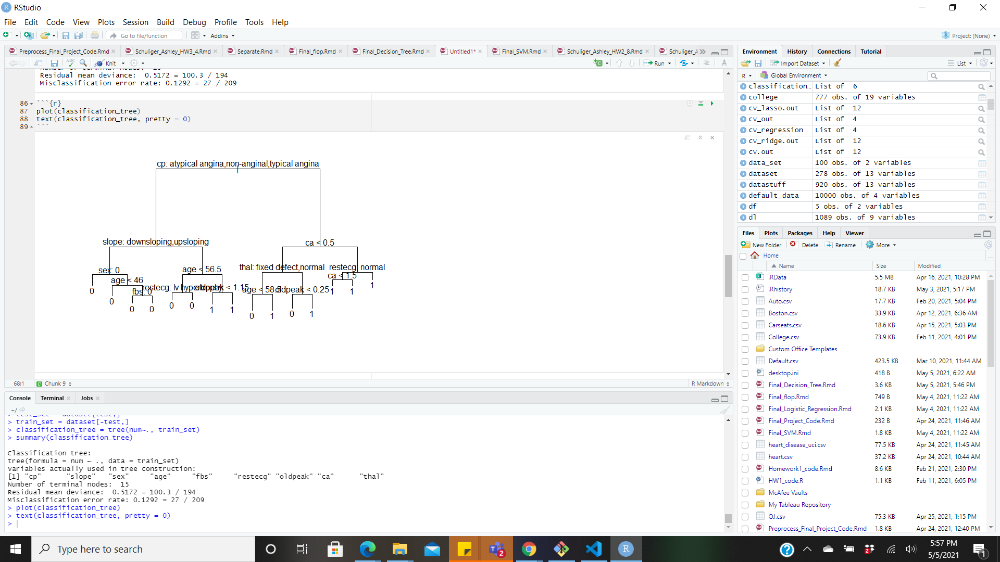 RStudio
File Edit Code View Plots Session Build Debug Profile Tools Help
Go to file/function Addins Project: (None)
Preprocess_Final_Project_Code.Rmd Schuliger_Ashley_HW3_4.Rmd Separate.Rmd Final_flop.Rmd Final_Decision_Tree.Rmd Untitled1* Final_SVM.Rmd Schuliger_Ashley_HW2_8.Rmd Schuliger_A
ABC Knit Run
Number of terminal nodes: 15
Residual mean deviance: 0.5172 = 100.3 / 194
Misclassification error rate: 0.1292 = 27 / 209
86 ```{r}
87 plot(classification_tree)
88 text(classification_tree, pretty = 0)
89 ```
cp: atypical angina,non-anginal,typical angina
slope: downsloping,upsloping
ca < 0.5
sex: 0
age < 56.5
thal: fixed defect,normal
restecg: normal
age < 46
ca < 1.5
restecg: lv hypertrophy
oldpeak < 1.15
age < 58.5
oldpeak < 0.25
fbs: 0
0 0 0 0 0 0 1 1 0 1 0 1 1 1 1
68:1 Chunk 9 R Markdown
Console Terminal Jobs
~/
> test_set = dataset[test,]
> train_set = dataset[-test,]
> classification_tree = tree(num~., train_set)
> summary(classification_tree)
Classification tree:
tree(formula = num ~ ., data = train_set)
Variables actually used in tree construction:
[1] "cp" "slope" "sex" "age" "fbs" "restecg" "oldpeak" "ca" "thal"
Number of terminal nodes: 15
Residual mean deviance: 0.5172 = 100.3 / 194
Misclassification error rate: 0.1292 = 27 / 209
> plot(classification_tree)
> text(classification_tree, pretty = 0)
>
Environment History Connections Tutorial
Import Dataset List
R Global Environment
classification… List of 6
college 777 obs. of 19 variables
cv_lasso.out List of 12
cv_out List of 4
cv_regression List of 4
cv_ridge.out List of 12
cv.out List of 12
data_set 100 obs. of 2 variables
dataset 278 obs. of 13 variables
datastuff 920 obs. of 13 variables
default_data 10000 obs. of 4 variables
df 5 obs. of 2 variables
dl 1089 obs. of 9 variables
Files Plots Packages Help Viewer
New Folder Delete Rename More
Home ...
Name Size Modified
.RData 5.5 MB Apr 16, 2021, 10:28 PM
.Rhistory 18.7 KB May 3, 2021, 5:17 PM
Auto.csv 17.7 KB Feb 20, 2021, 5:04 PM
Boston.csv 33.9 KB Apr 12, 2021, 6:36 AM
Carseats.csv 18.6 KB Apr 15, 2021, 5:03 PM
College.csv 73.9 KB Feb 11, 2021, 4:01 PM
Custom Office Templates
Default.csv 423.5 KB Mar 10, 2021, 11:44 AM
desktop.ini 418 B May 5, 2021, 6:22 AM
Final_Decision_Tree.Rmd 3.6 KB May 5, 2021, 5:46 PM
Final_flop.Rmd 749 B May 4, 2021, 11:22 AM
Final_Logistic_Regression.Rmd 2.1 KB May 4, 2021, 11:22 AM
Final_Project_Code.Rmd 232 B Apr 24, 2021, 11:46 AM
Final_SVM.Rmd 1.8 KB May 4, 2021, 11:22 AM
heart_disease_uci.csv 77.5 KB Apr 24, 2021, 11:45 AM
heart.csv 37.2 KB Apr 24, 2021, 10:44 AM
Homework1_code.Rmd 8.6 KB Feb 21, 2021, 2:30 PM
HW1_code.R 1.1 KB Feb 11, 2021, 6:05 PM
McAfee Vaults
My Tableau Repository
OJ.csv 75.3 KB Apr 25, 2021, 1:15 PM
Preprocess_Final_Project_Code.Rmd 1.8 KB Apr 24, 2021, 12:40 PM
Type here to search
5:57 PM
5/5/2021